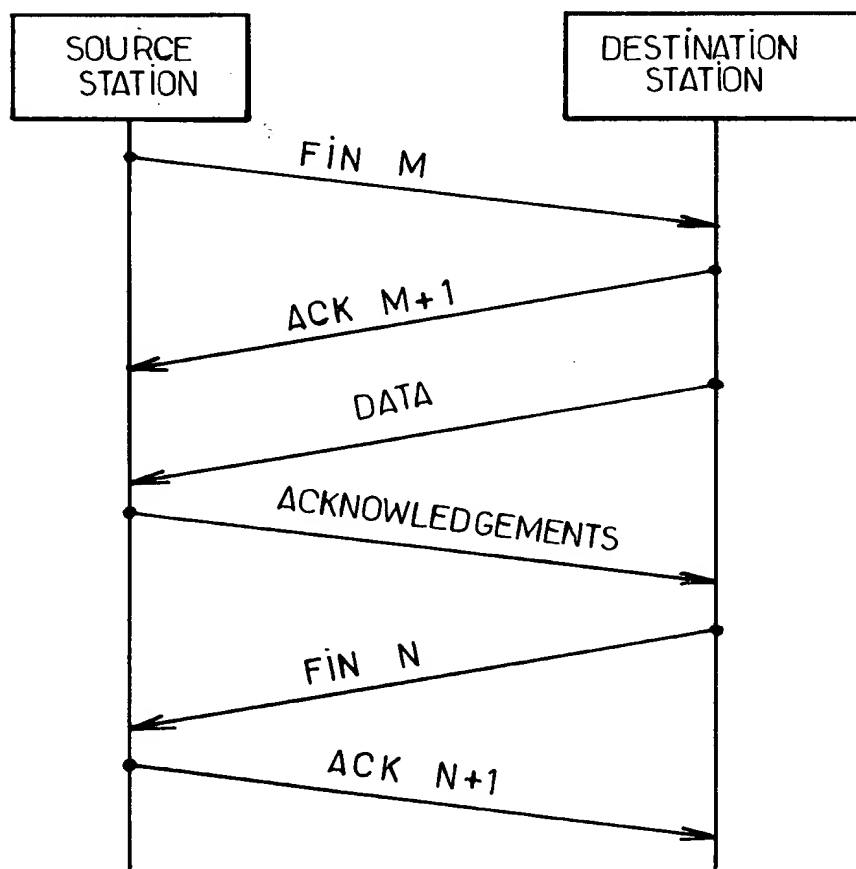 SOURCE
STATION
DESTINATION
STATION
FIN M
ACK M+1
DATA
ACKNOWLEDGEMENTS
FIN N
ACK N+1